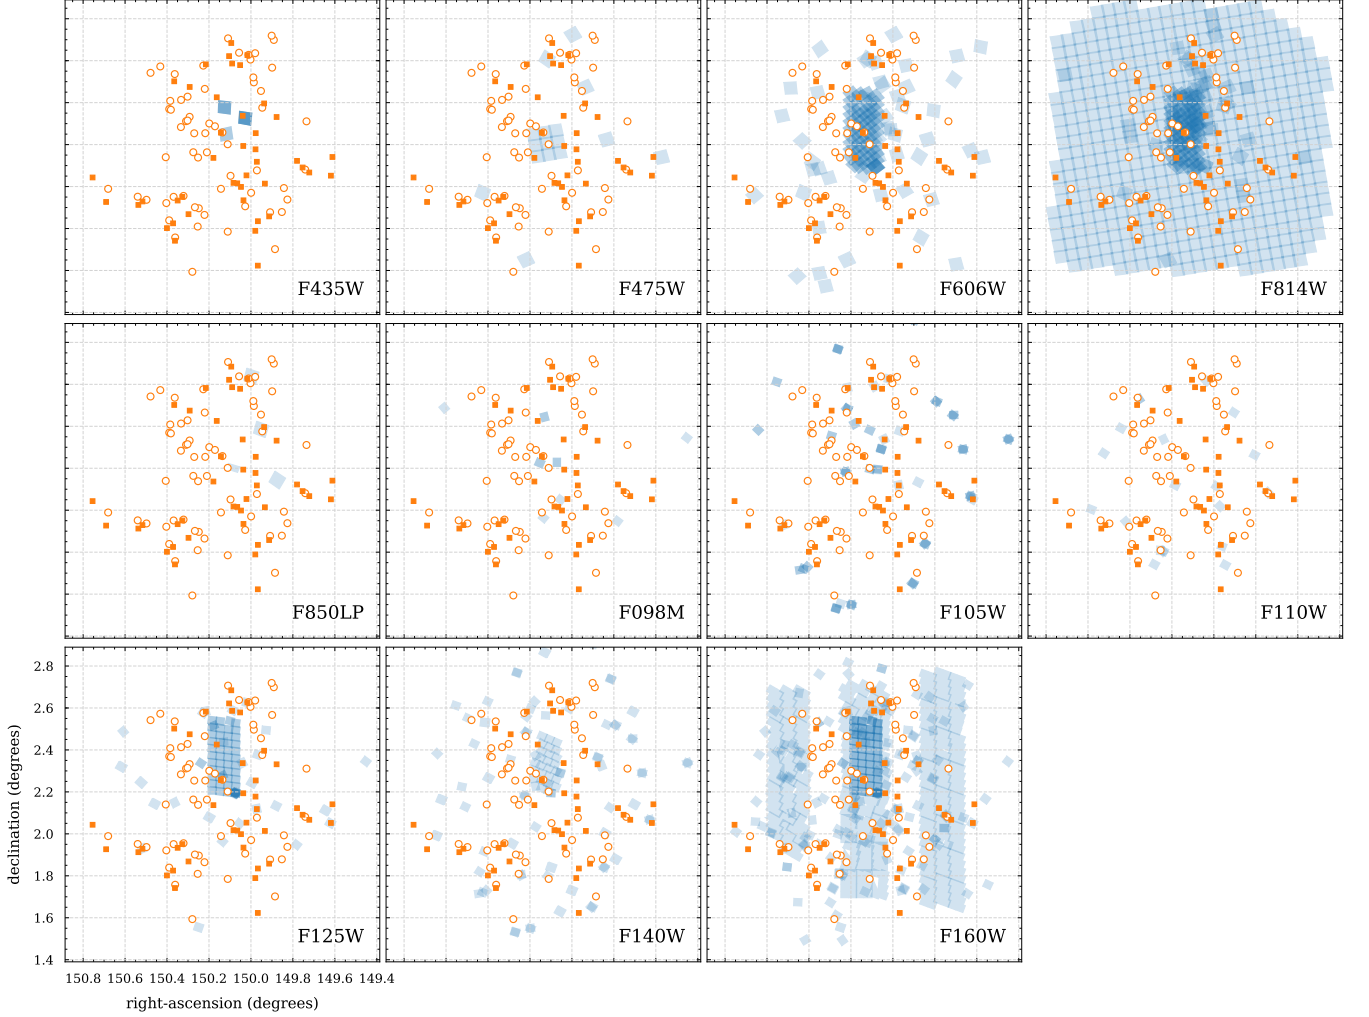 F435W
F475W
F606W
F814W
F850LP
F098M
F105W
F110W
2.8
2.6
2.4
2.2
2.0
1.8
1.6
1.4
declination (degrees)
F125W
F140W
F160W
150.8 150.6 150.4 150.2 150.0 149.8 149.6 149.4
right-ascension (degrees)